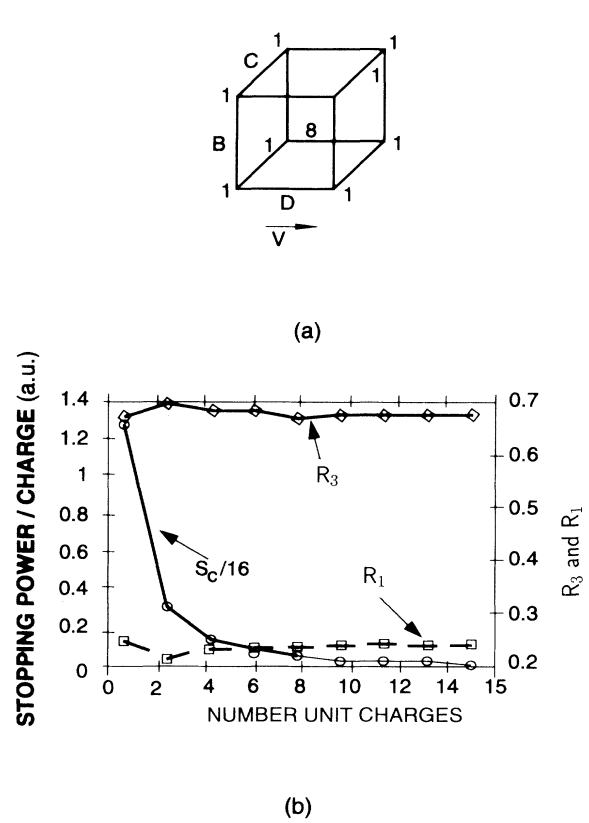 1 1
C
1 1
8
B 1 1
1 1
D
V
(a)
STOPPING POWER / CHARGE (a.u.)
1.4 0.7
1.2
0.6
1 R₃
0.8 0.5
0.6 S_C/16 0.4
0.4 R₁
0.3
0.2
0 0.2
R₃ and R₁
0 2 4 6 8 10 12 14 15
NUMBER UNIT CHARGES
(b)